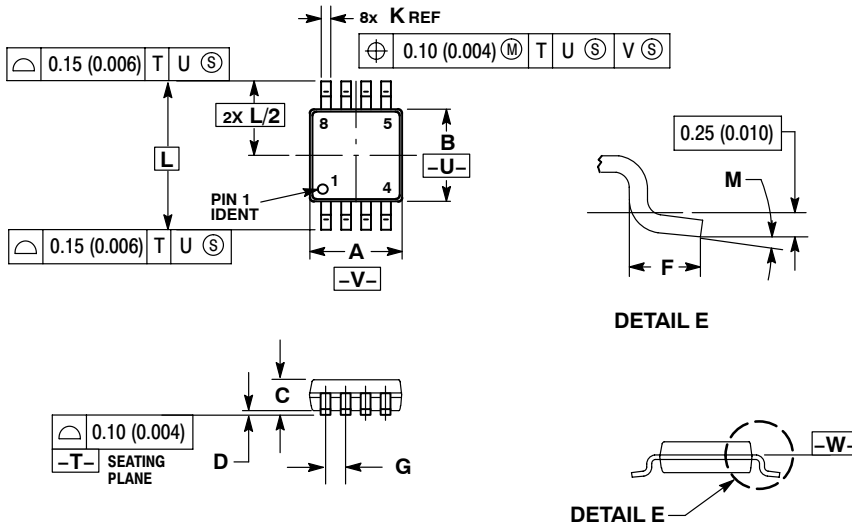 8x K REF
0.10 (0.004) Ⓜ T U Ⓢ V Ⓢ
0.15 (0.006) T U Ⓢ
2X L/2
8 5
B
-U-
L
PIN 1
IDENT
1 4
0.15 (0.006) T U Ⓢ
A
-V-
0.25 (0.010)
M
F
DETAIL E
C
0.10 (0.004)
-T- SEATING
PLANE
D
G
-W-
DETAIL E